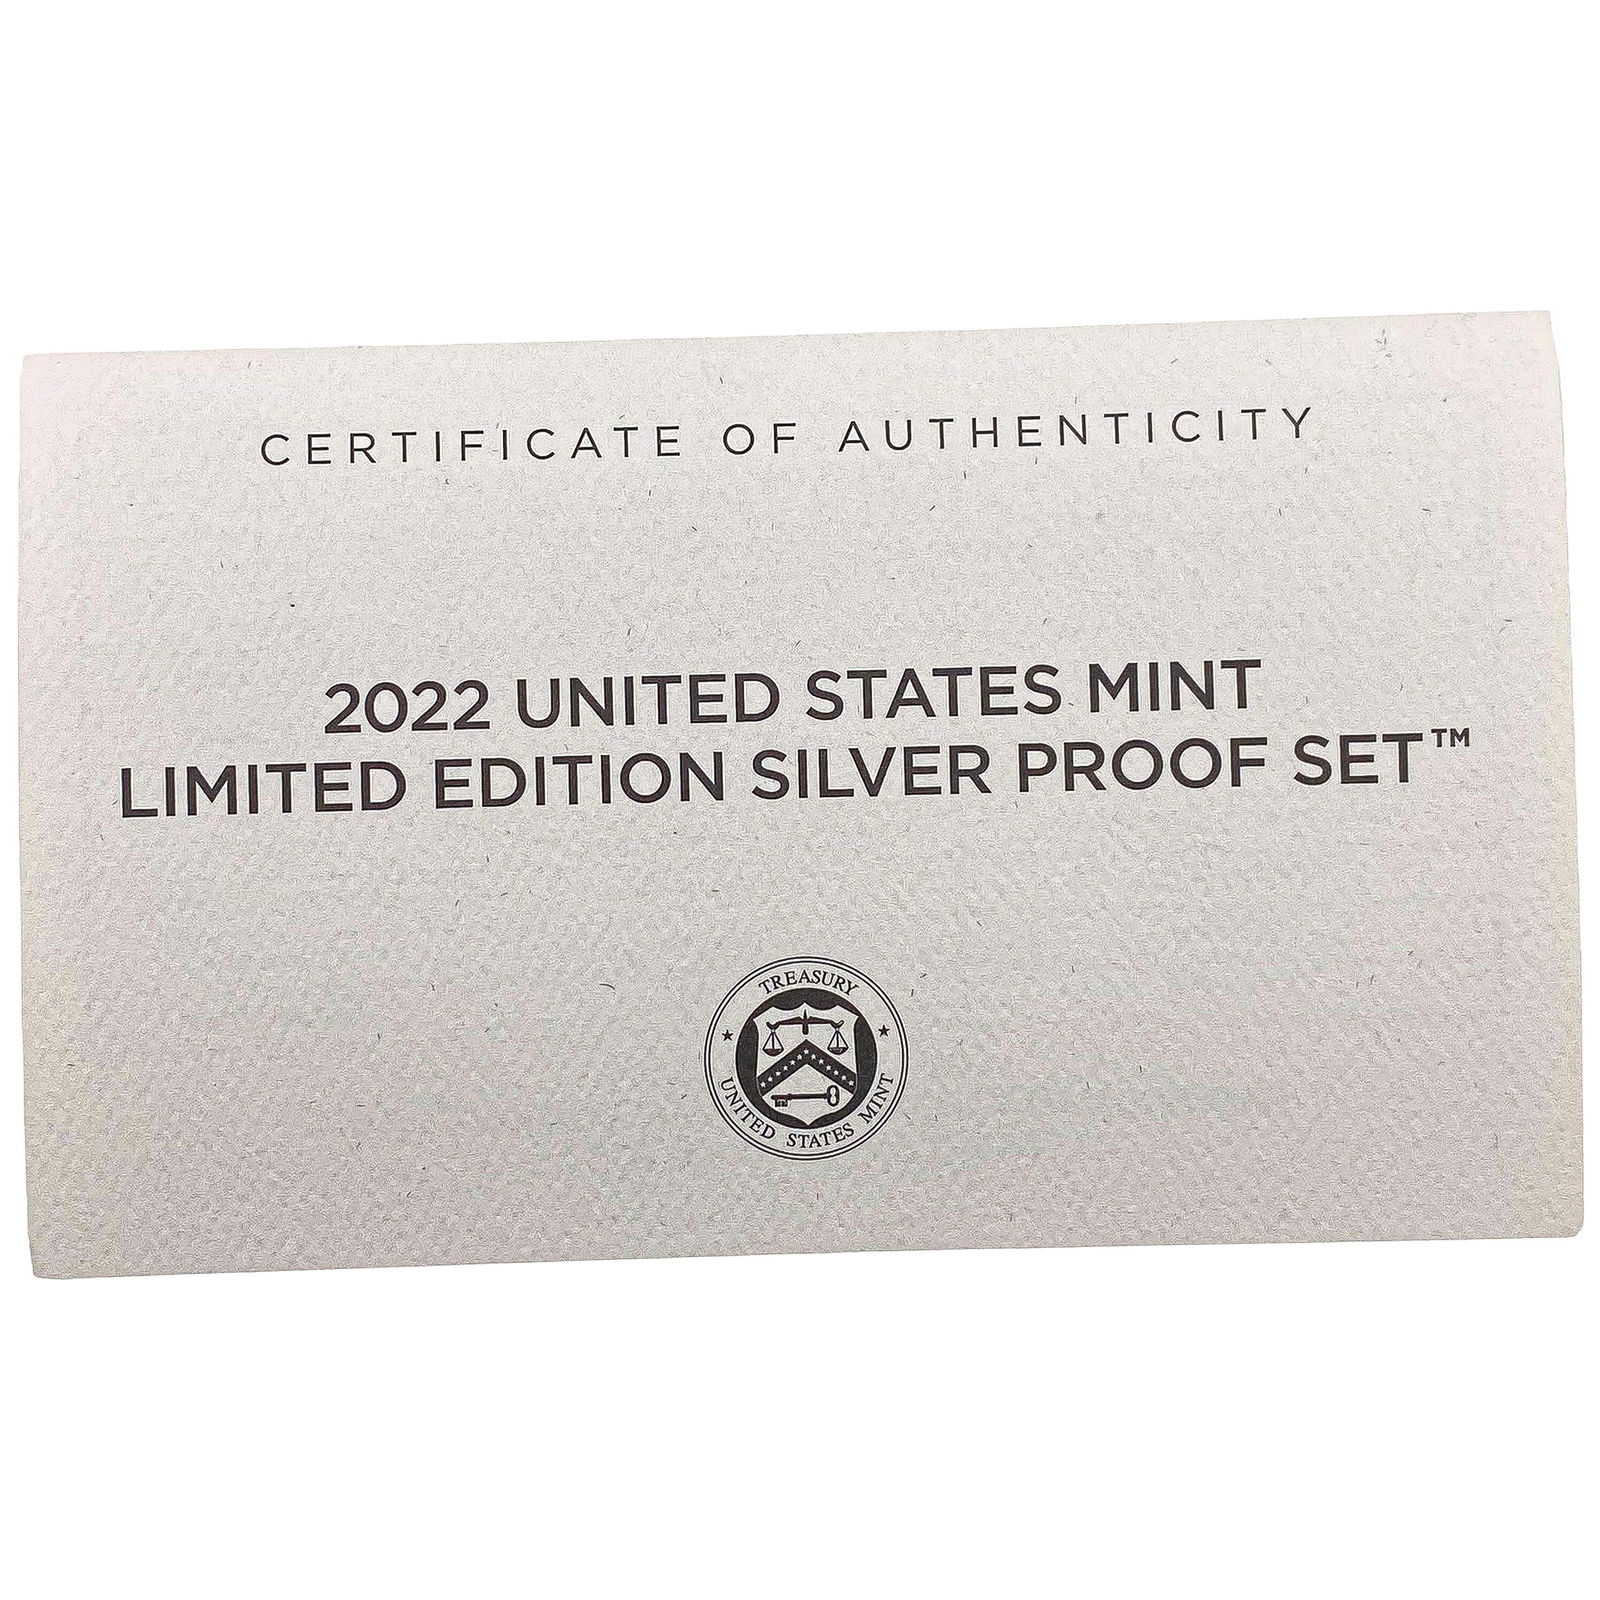 CERTIFICATE OF AUTHENTICITY
2022 UNITED STATES MINT
LIMITED EDITION SILVER PROOF SET™
TREASURY
UNITED STATES MINT